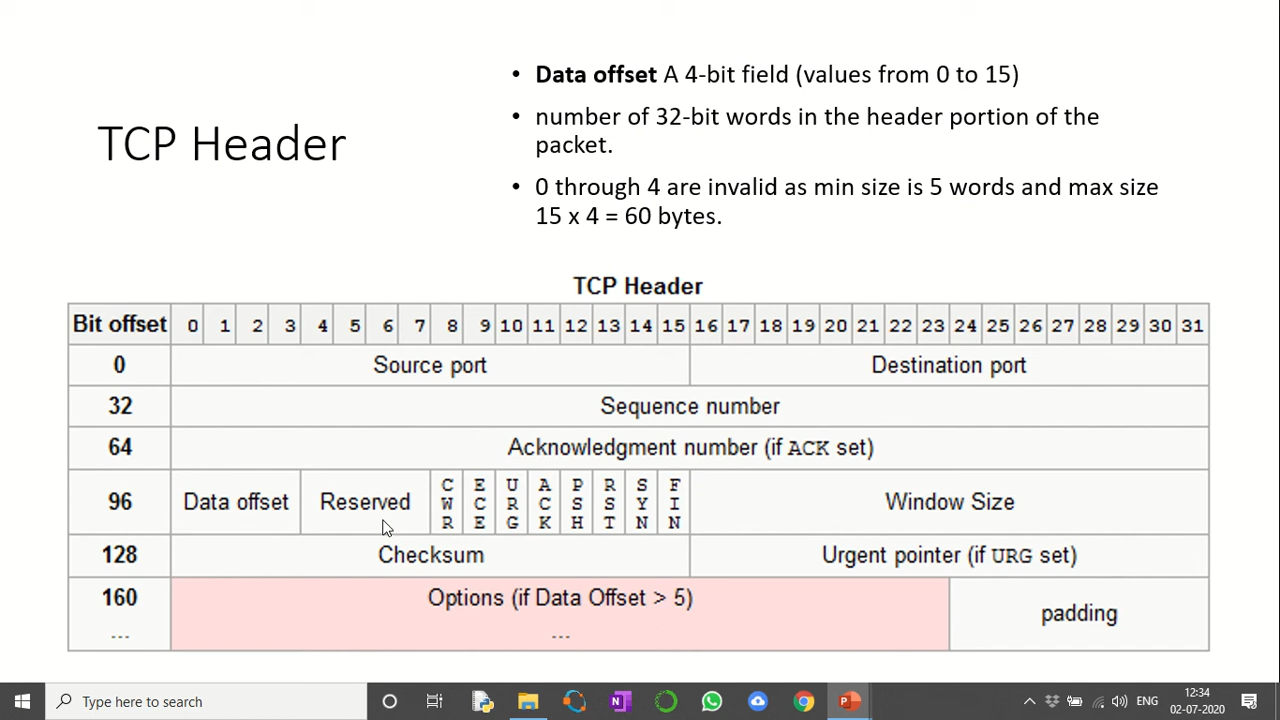 TCP Header
• Data offset A 4-bit field (values from 0 to 15)
• number of 32-bit words in the header portion of the
packet.
• 0 through 4 are invalid as min size is 5 words and max size
15 x 4 = 60 bytes.
TCP Header
Bit offset 0 1 2 3 4 5 6 7 8 9 10 11 12 13 14 15 16 17 18 19 20 21 22 23 24 25 26 27 28 29 30 31
0 Source port Destination port
32 Sequence number
64 Acknowledgment number (if ACK set)
96 Data offset Reserved CWR ECE URG ACK PSH RST SYN FIN Window Size
128 Checksum Urgent pointer (if URG set)
160 Options (if Data Offset > 5) padding
... ...
Type here to search ENG 12:34
02-07-2020